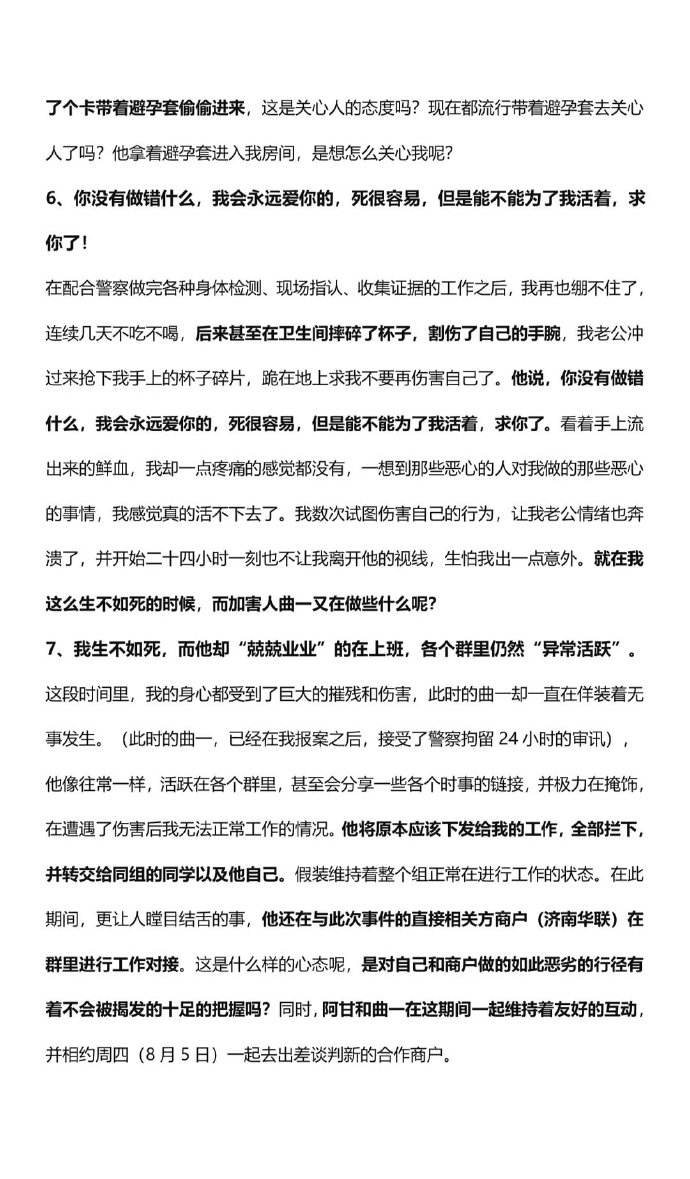 了个卡带着避孕套偷偷进来，这是关心人的态度吗？现在都流行带着避孕套去关心
人了吗？他拿着避孕套进入我房间，是想怎么关心我呢？
6、你没有做错什么，我会永远爱你的，死很容易，但是能不能为了我活着，求
你了！
在配合警察做完各种身体检测、现场指认、收集证据的工作之后，我再也绷不住了，
连续几天不吃不喝，后来甚至在卫生间摔碎了杯子，割伤了自己的手腕，我老公冲
过来抢下我手上的杯子碎片，跪在地上求我不要再伤害自己了。他说，你没有做错
什么，我会永远爱你的，死很容易，但是能不能为了我活着，求你了。看着手上流
出来的鲜血，我却一点疼痛的感觉都没有，一想到那些恶心的人对我做的那些恶心
的事情，我感觉真的活不下去了。我数次试图伤害自己的行为，让我老公情绪也奔
溃了，并开始二十四小时一刻也不让我离开他的视线，生怕我出一点意外。就在我
这么生不如死的时候，而加害人曲一又在做些什么呢？
7、我生不如死，而他却“兢兢业业”的在上班，各个群里仍然“异常活跃”。
这段时间里，我的身心都受到了巨大的摧残和伤害，此时的曲一却一直在佯装着无
事发生。（此时的曲一，已经在我报案之后，接受了警察拘留 24 小时的审讯），
他像往常一样，活跃在各个群里，甚至会分享一些各个时事的链接，并极力在掩饰，
在遭遇了伤害后我无法正常工作的情况。他将原本应该下发给我的工作，全部拦下，
并转交给同组的同学以及他自己。假装维持着整个组正常在进行工作的状态。在此
期间，更让人瞠目结舌的事，他还在与此次事件的直接相关方商户（济南华联）在
群里进行工作对接。这是什么样的心态呢，是对自己和商户做的如此恶劣的行径有
着不会被揭发的十足的把握吗？同时，阿甘和曲一在这期间一起维持着友好的互动，
并相约周四（8 月 5 日）一起去出差谈判新的合作商户。